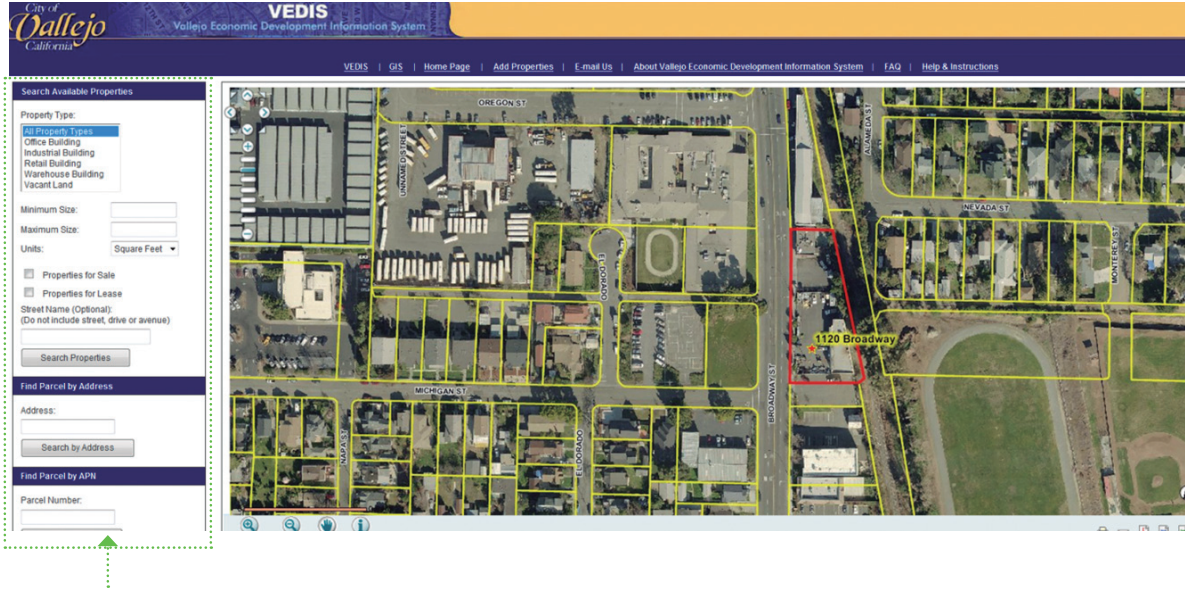 City of
Vallejo
California
VEDIS
Vallejo Economic Development Information System
VEDIS | GIS | Home Page | Add Properties | E-mail Us | About Vallejo Economic Development Information System | FAQ | Help & Instructions
Search Available Properties
Property Type:
All Property Types
Office Building
Industrial Building
Retail Building
Warehouse Building
Vacant Land
Minimum Size:
Maximum Size:
Units: Square Feet
Properties for Sale
Properties for Lease
Street Name (Optional):
(Do not include street, drive or avenue)
Search Properties
Find Parcel by Address
Address:
Search by Address
Find Parcel by APN
Parcel Number:
OREGON ST
UNNAMED STREET
ALAMEDA ST
NEVADA ST
MONTEREY ST
EL DORADO
1120 Broadway
BROADWAY ST
MICHIGAN ST
NAPA ST
EL DORADO